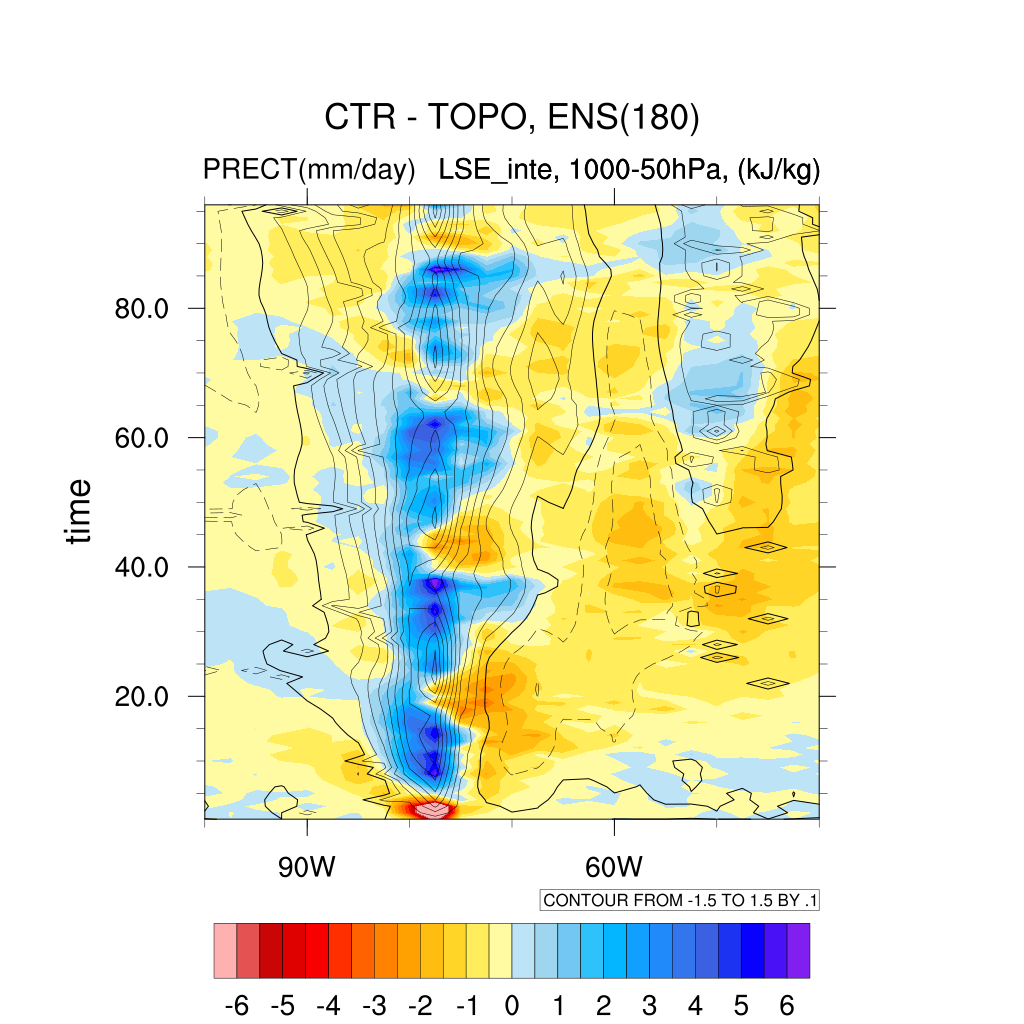 CTR - TOPO, ENS(180)
PRECT(mm/day) LSE_inte, 1000-50hPa, (kJ/kg)
80.0
60.0
time
40.0
20.0
90W 60W
CONTOUR FROM -1.5 TO 1.5 BY .1
-6 -5 -4 -3 -2 -1 0 1 2 3 4 5 6